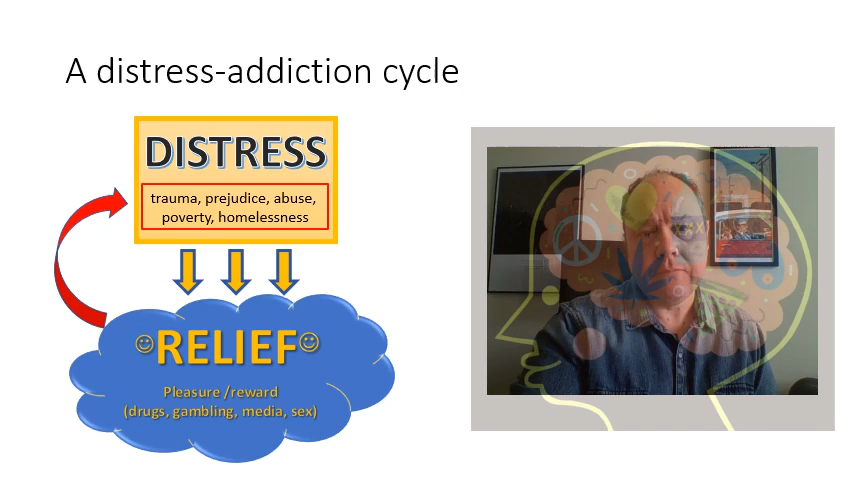 A distress-addiction cycle
DISTRESS
trauma, prejudice, abuse,
poverty, homelessness
RELIEF
Pleasure /reward
(drugs, gambling, media, sex)